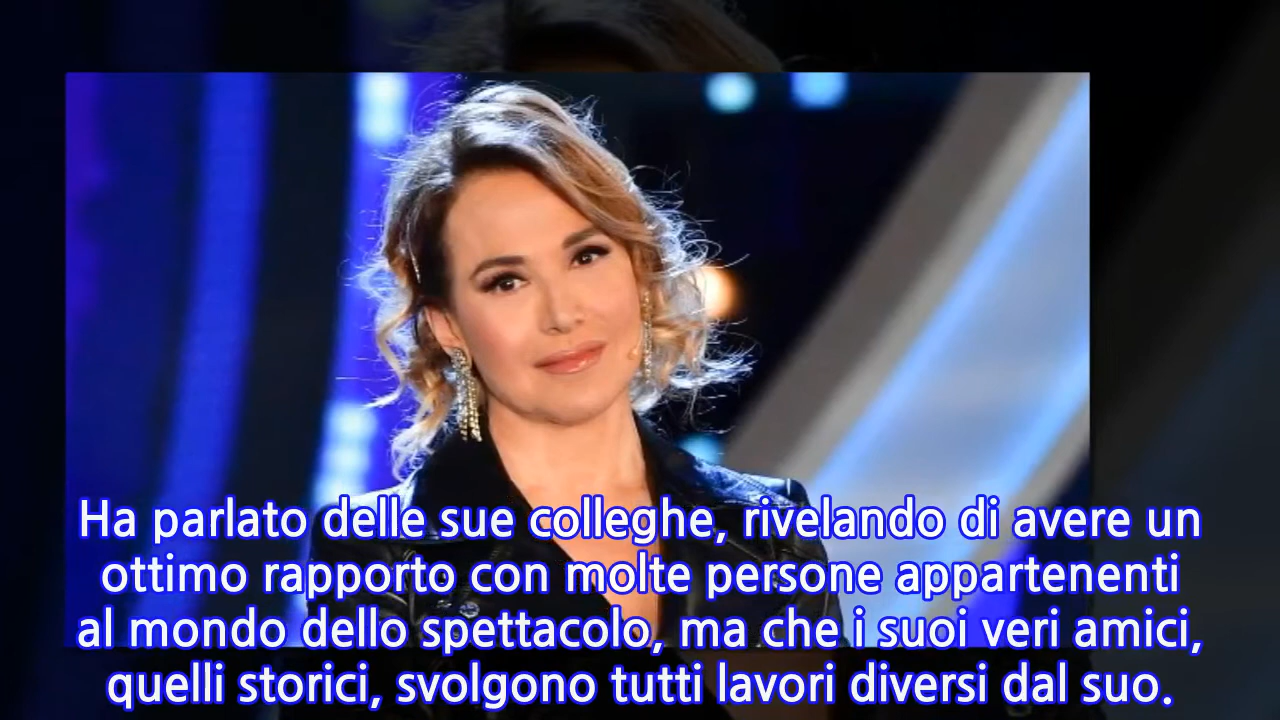 Ha parlato delle sue colleghe, rivelando di avere un
ottimo rapporto con molte persone appartenenti
al mondo dello spettacolo, ma che i suoi veri amici,
quelli storici, svolgono tutti lavori diversi dal suo.